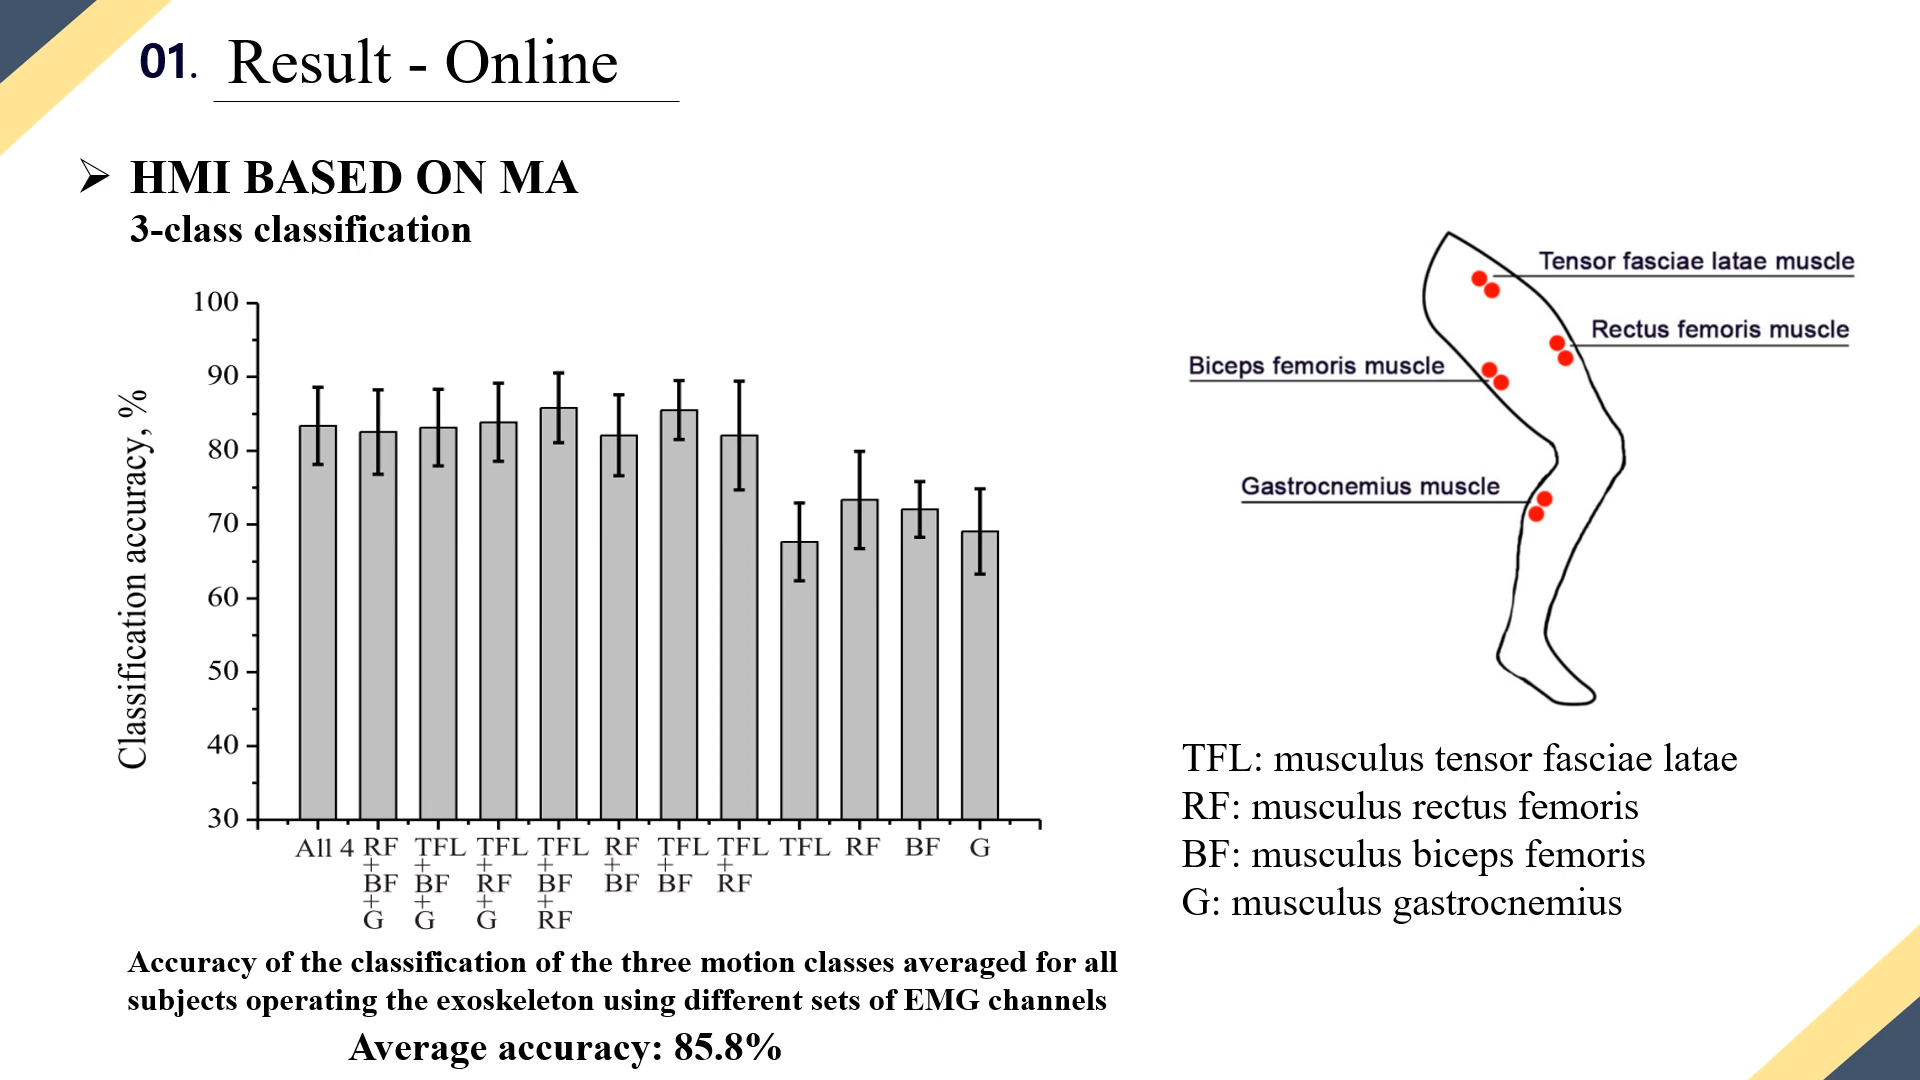 01. Result - Online
➢ HMI BASED ON MA
3-class classification
Classification accuracy, %
100
90
80
70
60
50
40
30
All 4 RF TFL TFL TFL RF TFL TFL TFL RF BF G
+ + + + + + +
BF BF RF BF BF BF RF
+ + + +
G G G RF
Accuracy of the classification of the three motion classes averaged for all
subjects operating the exoskeleton using different sets of EMG channels
Average accuracy: 85.8%
Tensor fasciae latae muscle
Rectus femoris muscle
Biceps femoris muscle
Gastrocnemius muscle
TFL: musculus tensor fasciae latae
RF: musculus rectus femoris
BF: musculus biceps femoris
G: musculus gastrocnemius